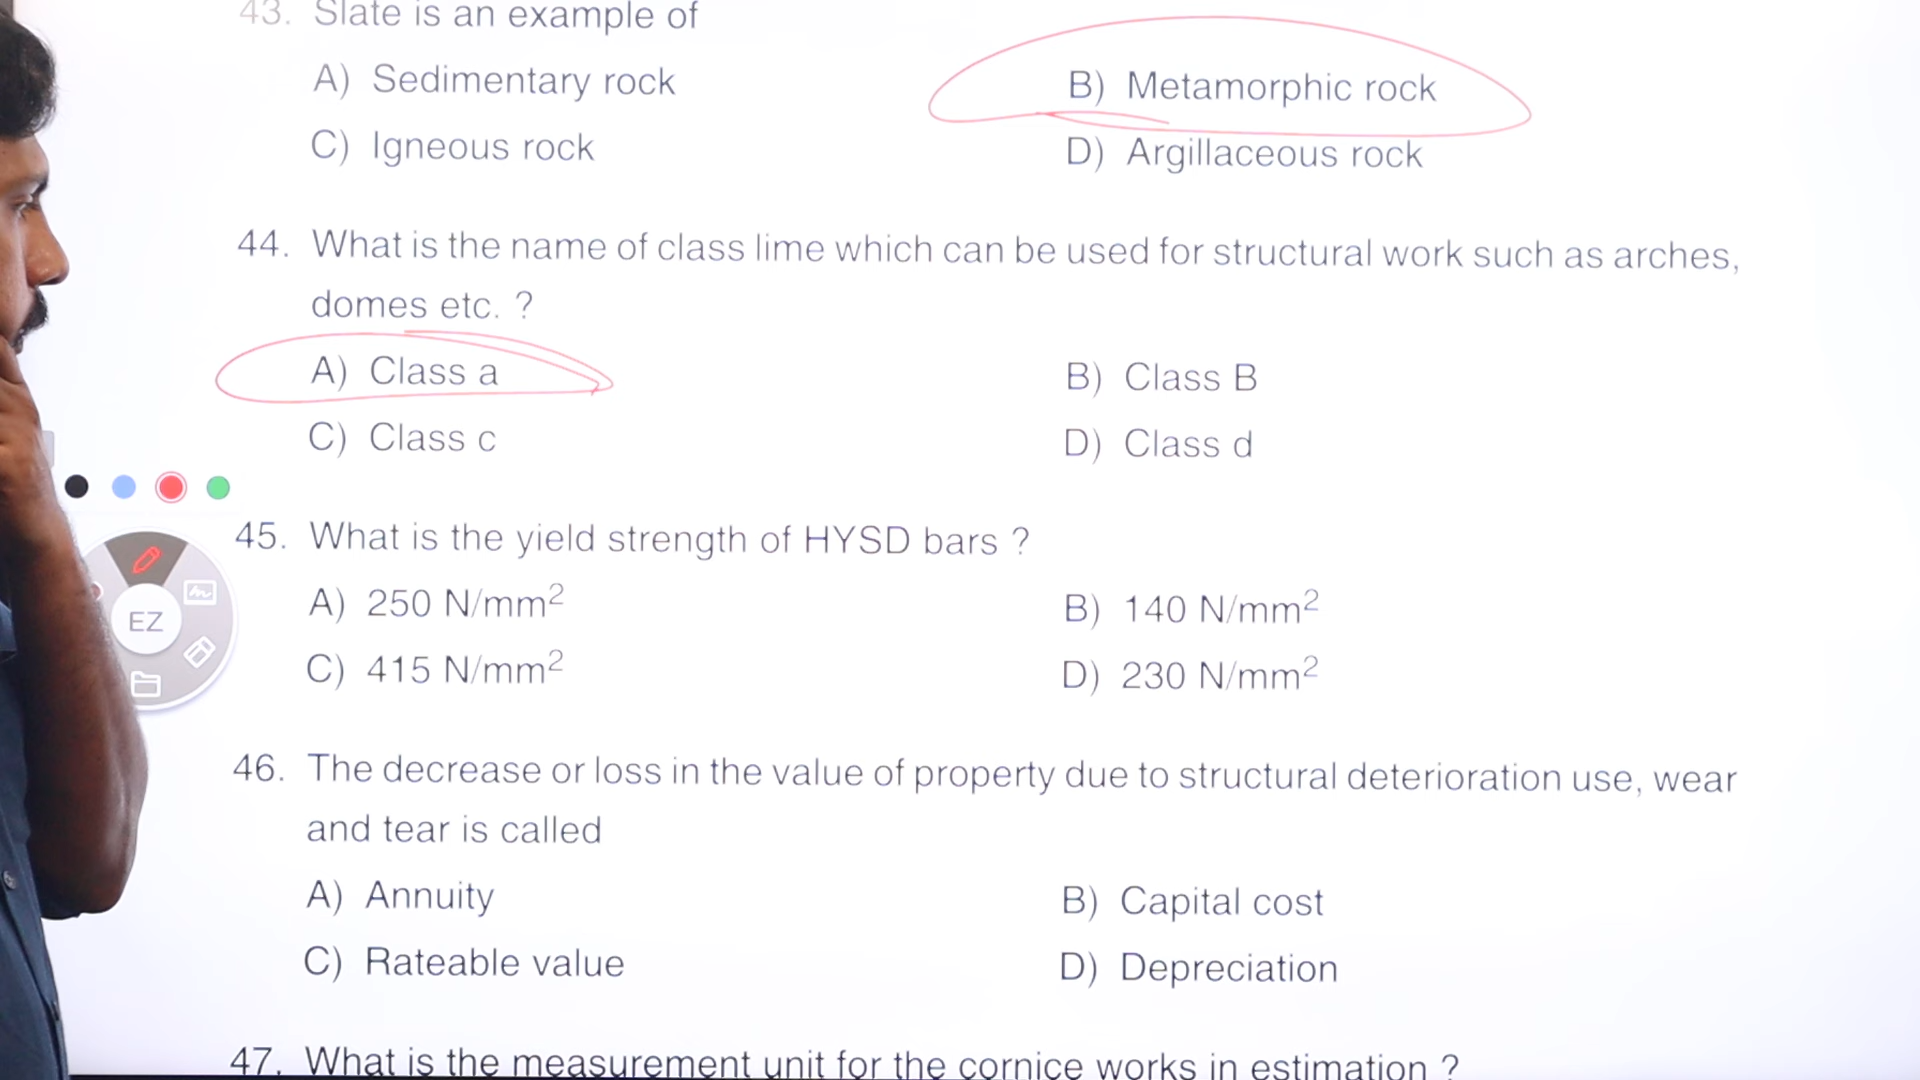 43. Slate is an example of
A) Sedimentary rock
B) Metamorphic rock
C) Igneous rock
D) Argillaceous rock
44. What is the name of class lime which can be used for structural work such as arches,
domes etc. ?
A) Class a
B) Class B
C) Class c
D) Class d
45. What is the yield strength of HYSD bars ?
A) 250 N/mm²
B) 140 N/mm²
C) 415 N/mm²
D) 230 N/mm²
EZ
46. The decrease or loss in the value of property due to structural deterioration use, wear
and tear is called
A) Annuity
B) Capital cost
C) Rateable value
D) Depreciation
47. What is the measurement unit for the cornice works in estimation ?